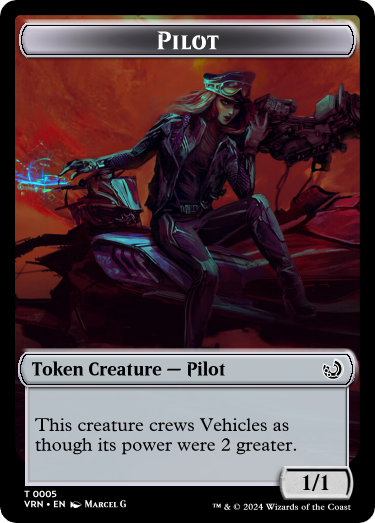 Pilot
Token Creature — Pilot
This creature crews Vehicles as
though its power were 2 greater.
1/1
T 0005
VRN • EN Marcel G
™ & © 2024 Wizards of the Coast